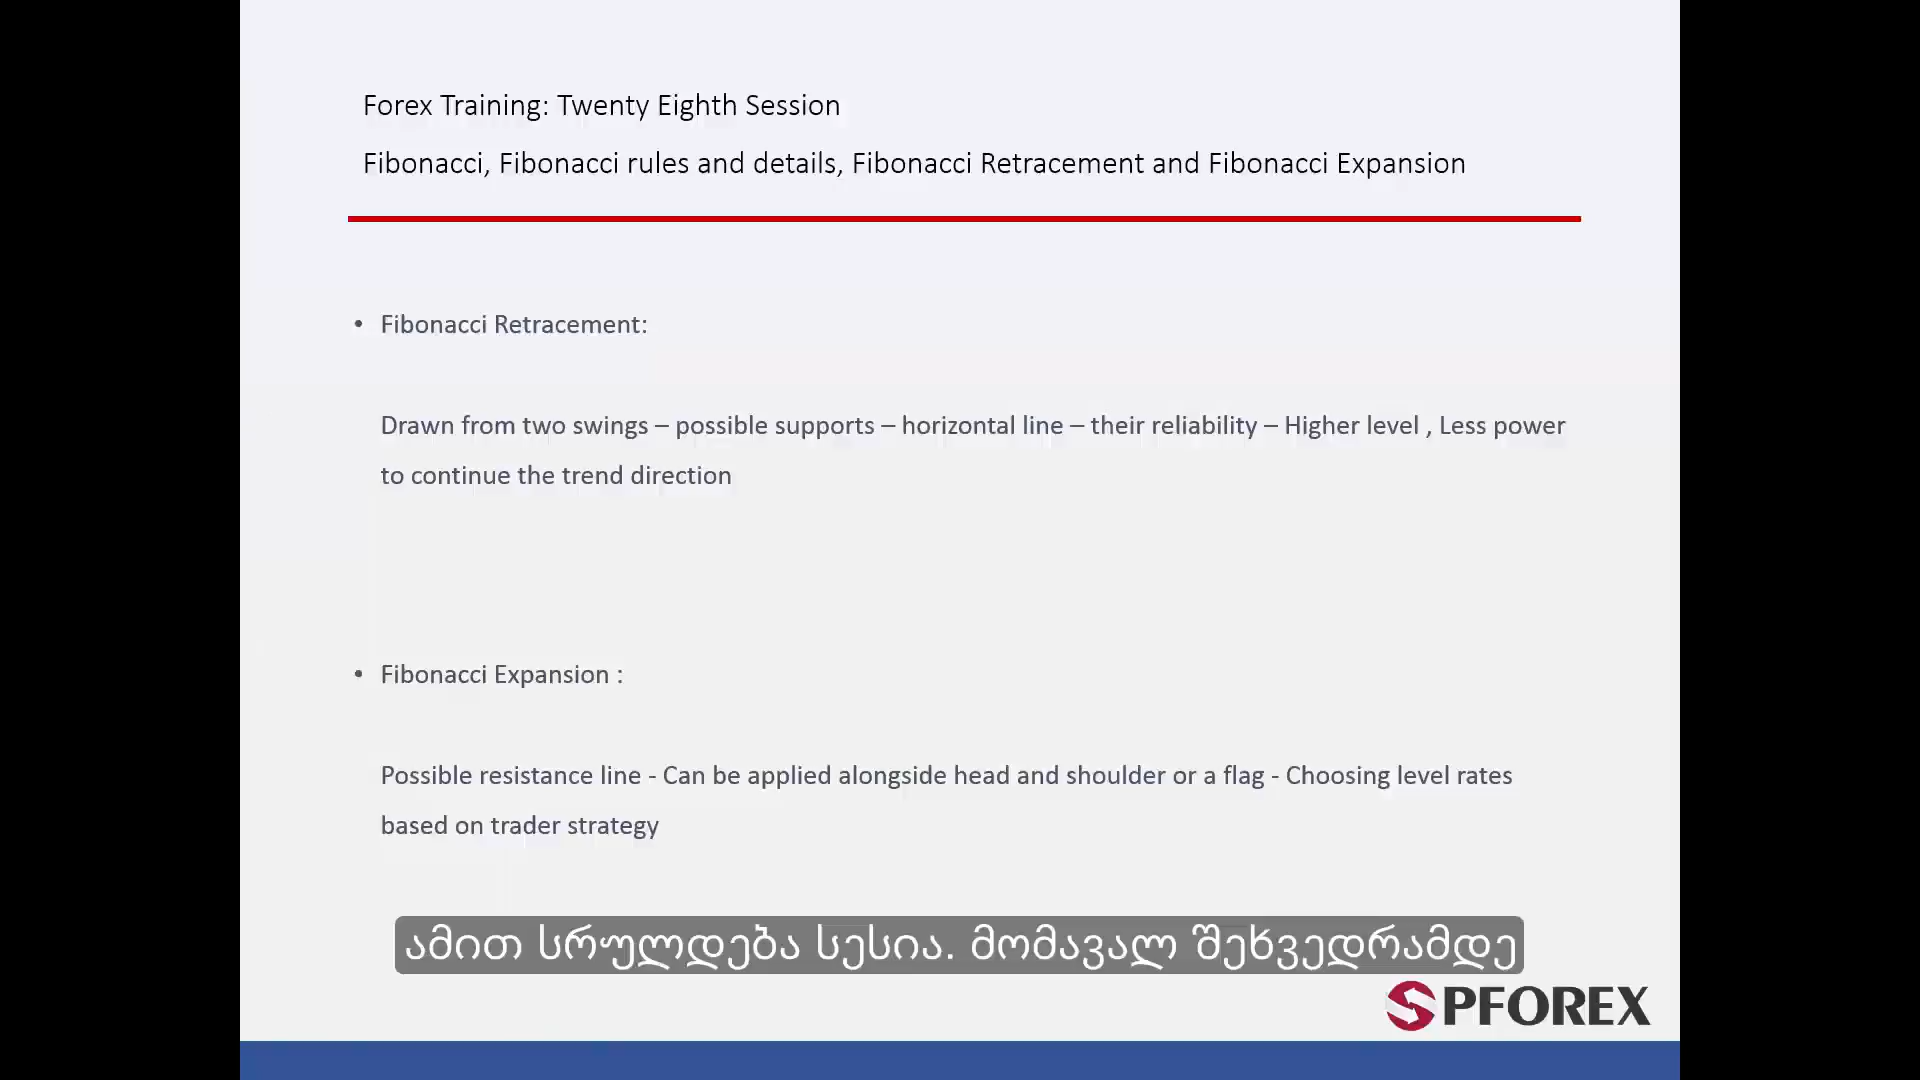 Forex Training: Twenty Eighth Session
Fibonacci, Fibonacci rules and details, Fibonacci Retracement and Fibonacci Expansion
• Fibonacci Retracement:
Drawn from two swings – possible supports – horizontal line – their reliability – Higher level , Less power
to continue the trend direction
• Fibonacci Expansion :
Possible resistance line - Can be applied alongside head and shoulder or a flag - Choosing level rates
based on trader strategy
ამით სრულდება სესია. მომავალ შეხვედრამდე
PFOREX